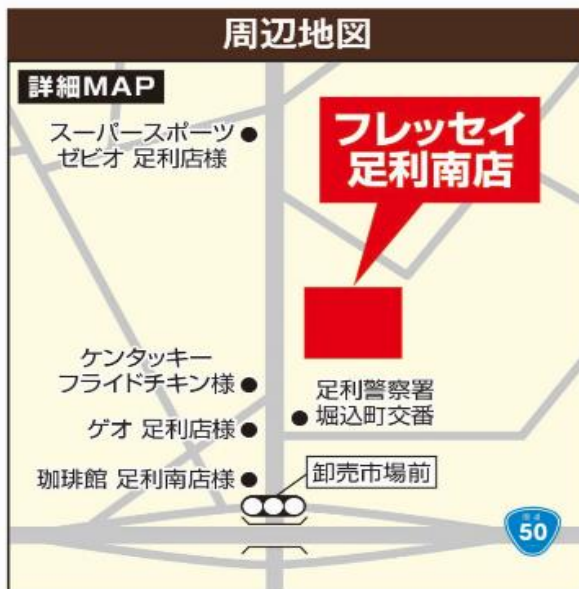 周辺地図
詳細MAP
スーパースポーツ
ゼビオ 足利店様
フレッセイ
足利南店
ケンタッキー
フライドチキン様
足利警察署
堀込町交番
ゲオ 足利店様
珈琲館 足利南店様
卸売市場前
国道
50